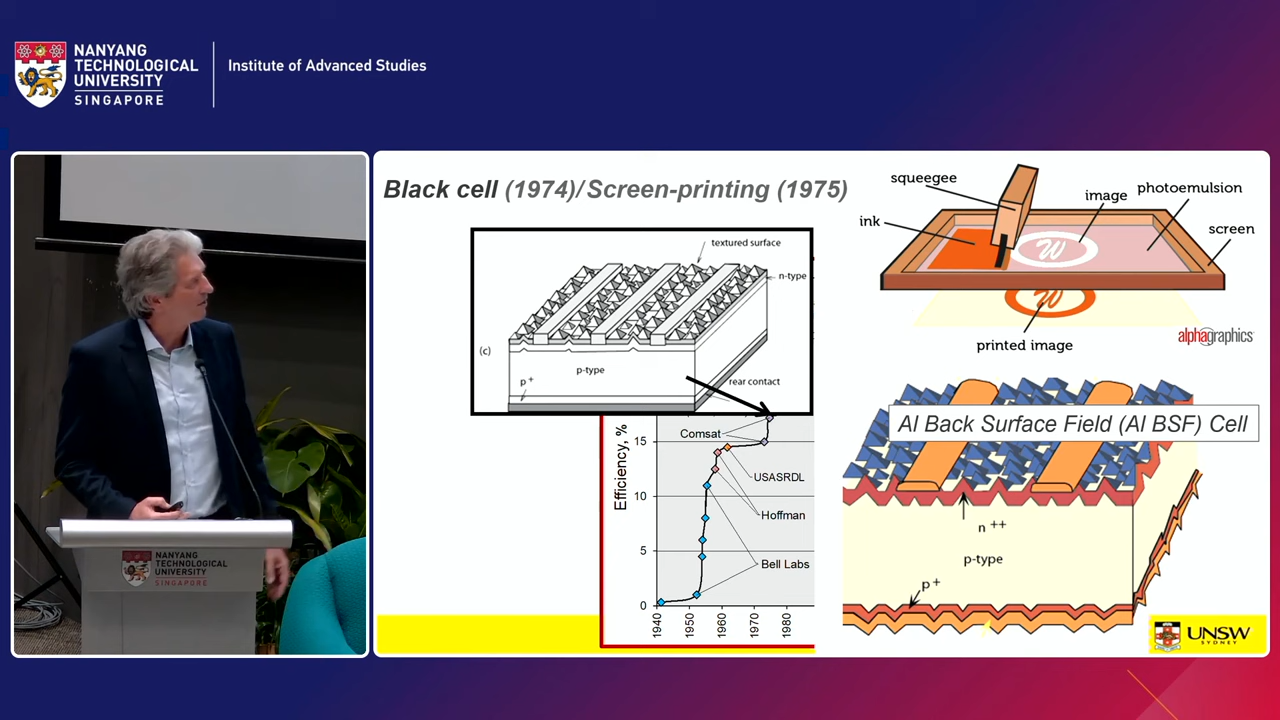 NANYANG
TECHNOLOGICAL
UNIVERSITY
SINGAPORE
Institute of Advanced Studies
NANYANG
TECHNOLOGICAL
UNIVERSITY
SINGAPORE
Black cell (1974)/Screen-printing (1975)
textured surface
n-type
(c)
p-type
p+
rear contact
Efficiency, %
15
10
5
0
1940
1950
1960
1970
1980
Comsat
USASRDL
Hoffman
Bell Labs
squeegee
image
photoemulsion
ink
screen
W
W
printed image
alphagraphics
Al Back Surface Field (Al BSF) Cell
n++
p-type
p+
UNSW
SYDNEY